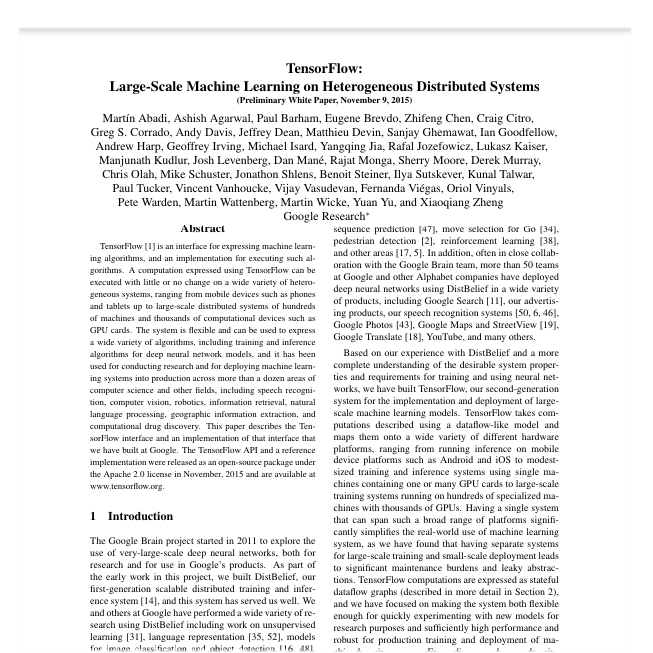 TensorFlow:
Large-Scale Machine Learning on Heterogeneous Distributed Systems
(Preliminary White Paper, November 9, 2015)
Martín Abadi, Ashish Agarwal, Paul Barham, Eugene Brevdo, Zhifeng Chen, Craig Citro,
Greg S. Corrado, Andy Davis, Jeffrey Dean, Matthieu Devin, Sanjay Ghemawat, Ian Goodfellow,
Andrew Harp, Geoffrey Irving, Michael Isard, Yangqing Jia, Rafal Jozefowicz, Lukasz Kaiser,
Manjunath Kudlur, Josh Levenberg, Dan Mané, Rajat Monga, Sherry Moore, Derek Murray,
Chris Olah, Mike Schuster, Jonathon Shlens, Benoit Steiner, Ilya Sutskever, Kunal Talwar,
Paul Tucker, Vincent Vanhoucke, Vijay Vasudevan, Fernanda Viégas, Oriol Vinyals,
Pete Warden, Martin Wattenberg, Martin Wicke, Yuan Yu, and Xiaoqiang Zheng
Google Research*
Abstract
TensorFlow [1] is an interface for expressing machine learn-
ing algorithms, and an implementation for executing such al-
gorithms. A computation expressed using TensorFlow can be
executed with little or no change on a wide variety of hetero-
geneous systems, ranging from mobile devices such as phones
and tablets up to large-scale distributed systems of hundreds
of machines and thousands of computational devices such as
GPU cards. The system is flexible and can be used to express
a wide variety of algorithms, including training and inference
algorithms for deep neural network models, and it has been
used for conducting research and for deploying machine learn-
ing systems into production across more than a dozen areas of
computer science and other fields, including speech recogni-
tion, computer vision, robotics, information retrieval, natural
language processing, geographic information extraction, and
computational drug discovery. This paper describes the Ten-
sorFlow interface and an implementation of that interface that
we have built at Google. The TensorFlow API and a reference
implementation were released as an open-source package under
the Apache 2.0 license in November, 2015 and are available at
www.tensorflow.org.
1 Introduction
The Google Brain project started in 2011 to explore the
use of very-large-scale deep neural networks, both for
research and for use in Google's products. As part of
the early work in this project, we built DistBelief, our
first-generation scalable distributed training and infer-
ence system [14], and this system has served us well. We
and others at Google have performed a wide variety of re-
search using DistBelief including work on unsupervised
learning [31], language representation [35, 52], models
for image classification and object detection [16, 48],
sequence prediction [47], move selection for Go [34],
pedestrian detection [2], reinforcement learning [38],
and other areas [17, 5]. In addition, often in close collab-
oration with the Google Brain team, more than 50 teams
at Google and other Alphabet companies have deployed
deep neural networks using DistBelief in a wide variety
of products, including Google Search [11], our advertis-
ing products, our speech recognition systems [50, 6, 46],
Google Photos [43], Google Maps and StreetView [19],
Google Translate [18], YouTube, and many others.
Based on our experience with DistBelief and a more
complete understanding of the desirable system proper-
ties and requirements for training and using neural net-
works, we have built TensorFlow, our second-generation
system for the implementation and deployment of large-
scale machine learning models. TensorFlow takes com-
putations described using a dataflow-like model and
maps them onto a wide variety of different hardware
platforms, ranging from running inference on mobile
device platforms such as Android and iOS to modest-
sized training and inference systems using single ma-
chines containing one or many GPU cards to large-scale
training systems running on hundreds of specialized ma-
chines with thousands of GPUs. Having a single system
that can span such a broad range of platforms signifi-
cantly simplifies the real-world use of machine learning
system, as we have found that having separate systems
for large-scale training and small-scale deployment leads
to significant maintenance burdens and leaky abstrac-
tions. TensorFlow computations are expressed as stateful
dataflow graphs (described in more detail in Section 2),
and we have focused on making the system both flexible
enough for quickly experimenting with new models for
research purposes and sufficiently high performance and
robust for production training and deployment of ma-